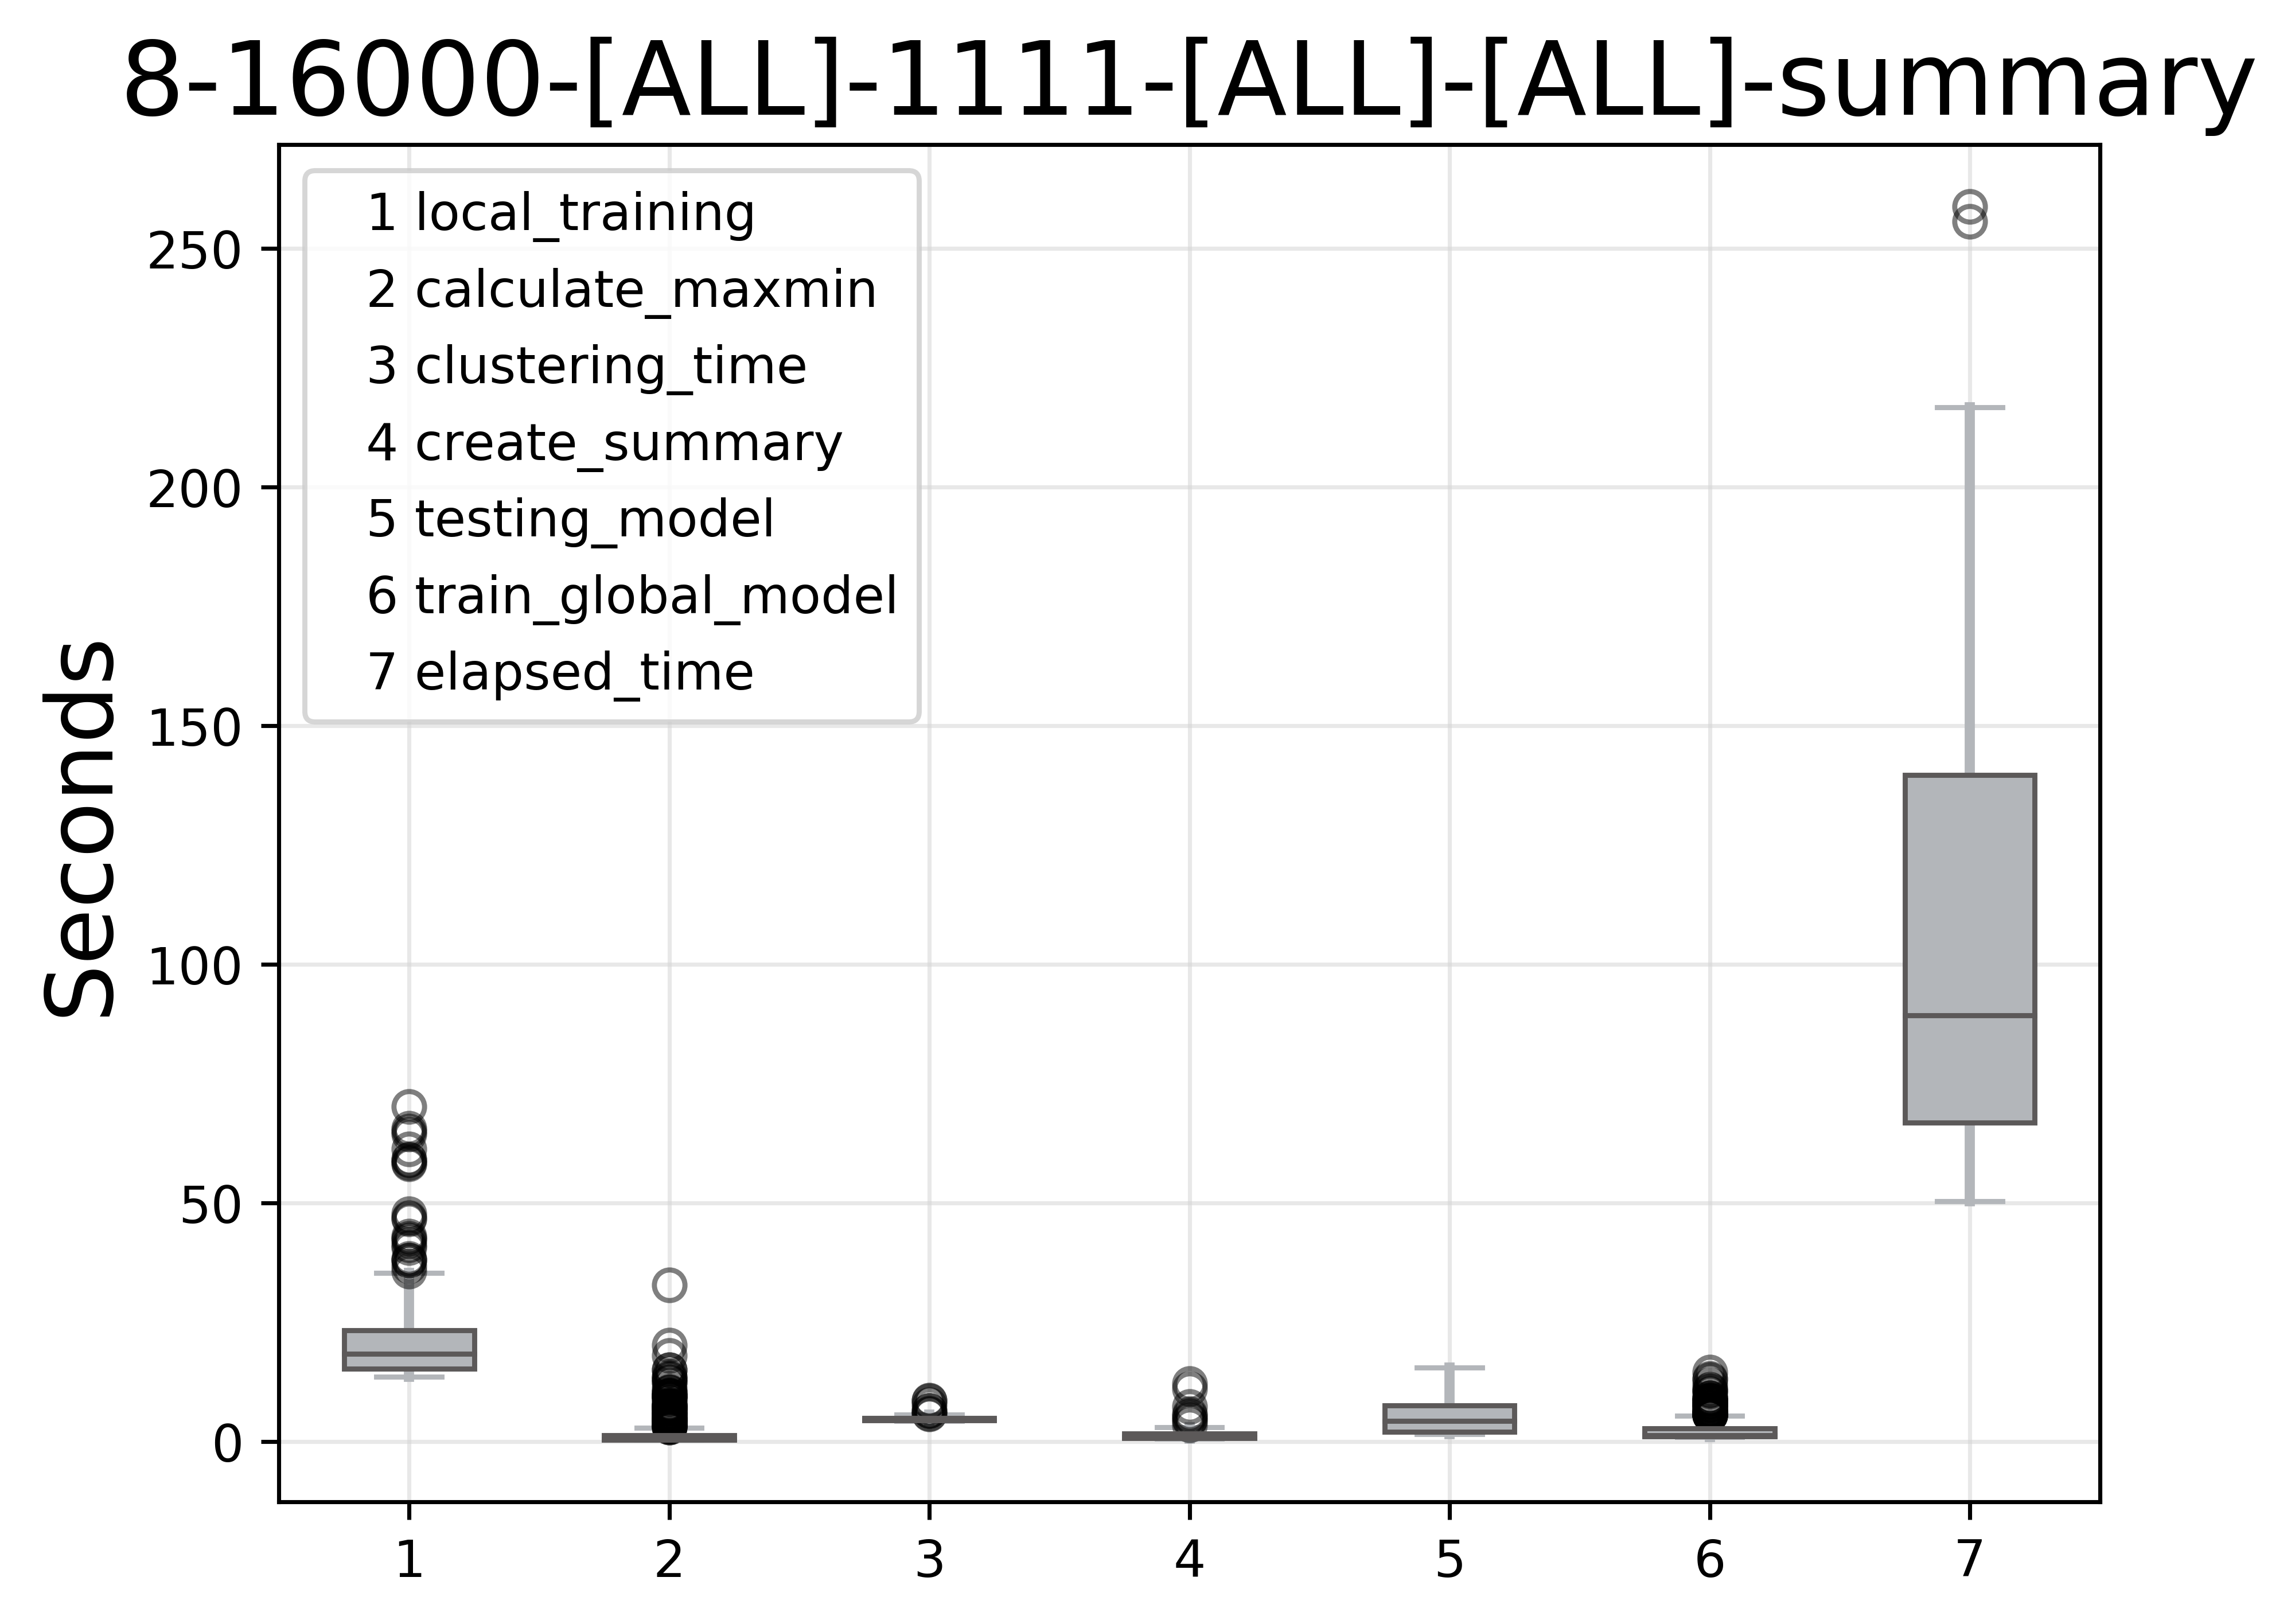 8-16000-[ALL]-1111-[ALL]-[ALL]-summary
1 local_training
2 calculate_maxmin
3 clustering_time
4 create_summary
5 testing_model
6 train_global_model
7 elapsed_time
Seconds
250
200
150
100
50
0
1 2 3 4 5 6 7